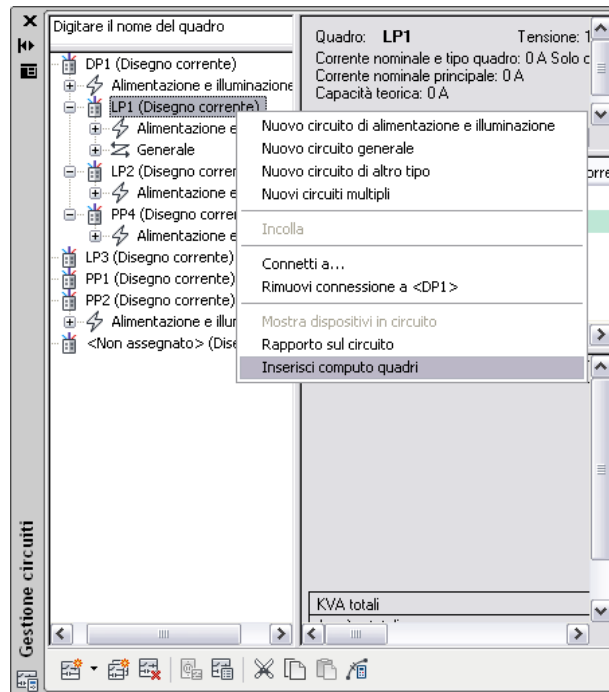 Digitare il nome del quadro
DP1 (Disegno corrente)
Alimentazione e illuminazione
LP1 (Disegno corrente)
Alimentazione e
Generale
LP2 (Disegno corren
Alimentazione e
PP4 (Disegno corren
Alimentazione e
LP3 (Disegno corrente)
PP1 (Disegno corrente)
PP2 (Disegno corrente)
Alimentazione e illum
<Non assegnato> (Dise
Quadro: LP1 Tensione: 1
Corrente nominale e tipo quadro: 0 A Solo c
Corrente nominale principale: 0 A
Capacità teorica: 0 A
Nuovo circuito di alimentazione e illuminazione
Nuovo circuito generale
Nuovo circuito di altro tipo
Nuovi circuiti multipli
Incolla
Connetti a...
Rimuovi connessione a <DP1>
Mostra dispositivi in circuito
Rapporto sul circuito
Inserisci computo quadri
orre
KVA totali
Gestione circuiti